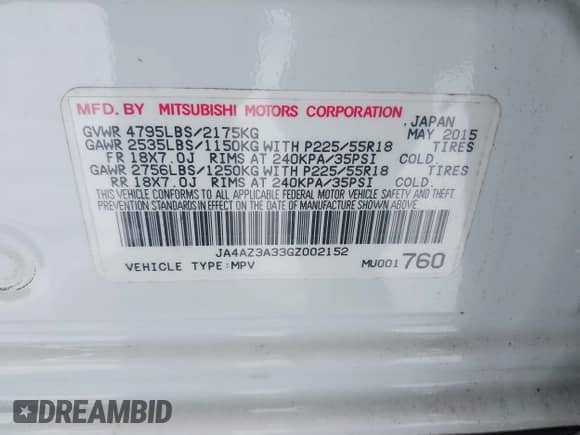 MFD. BY MITSUBISHI MOTORS CORPORATION, JAPAN
GVWR 4795LBS/2175KG MAY 2015
GAWR 2535LBS/1150KG WITH P225/55R18 TIRES
FR 18X7.0J RIMS AT 240KPA/35PSI COLD.
GAWR 2756LBS/1250KG WITH P225/55R18 TIRES
RR 18X7.0J RIMS AT 240KPA/35PSI COLD.
THIS VEHICLE CONFORMS TO ALL APPLICABLE FEDERAL MOTOR VEHICLE SAFETY AND THEFT
PREVENTION STANDARDS IN EFFECT ON THE DATE OF MANUFACTURE SHOWN ABOVE.
JA4AZ3A33GZ002152
VEHICLE TYPE:MPV MU001760
DREAMBID